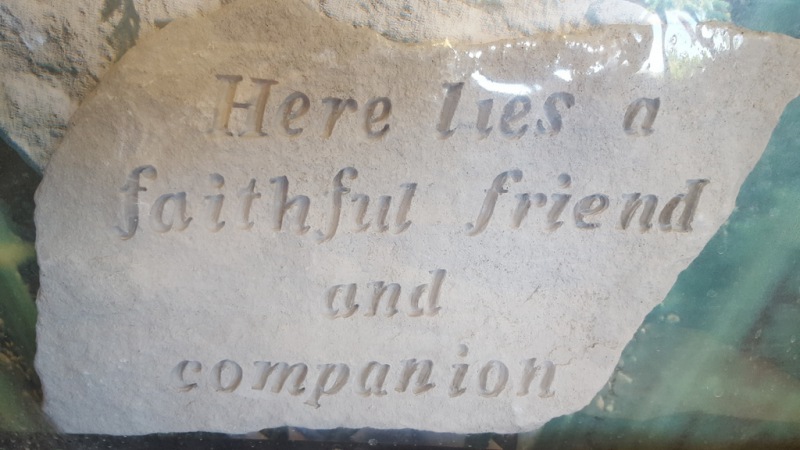 Here lies a
faithful friend
and
companion